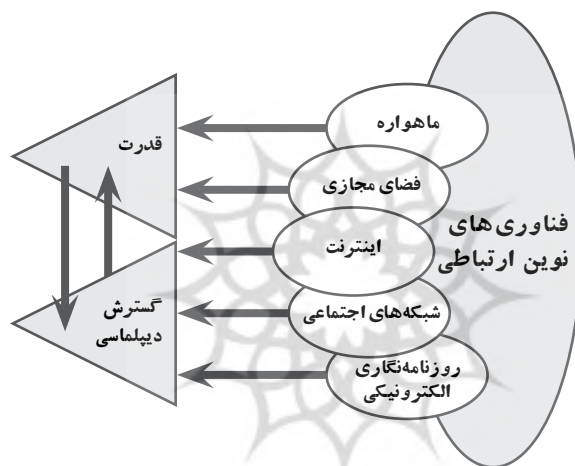 فناوری‌های
نوین ارتباطی
ماهواره
فضای مجازی
اینترنت
شبکه‌های اجتماعی
روزنامه‌نگاری
الکترونیکی
قدرت
گسترش
دیپلماسی